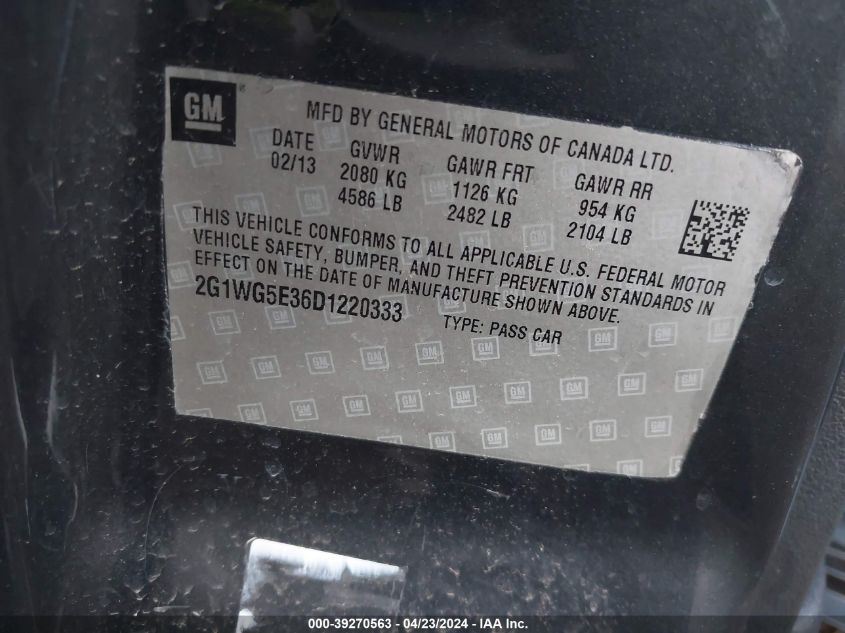 GM
MFD BY GENERAL MOTORS OF CANADA LTD.
DATE GVWR GAWR FRT GAWR RR
02/13 2080 KG 1126 KG 954 KG
4586 LB 2482 LB 2104 LB
THIS VEHICLE CONFORMS TO ALL APPLICABLE U.S. FEDERAL MOTOR
VEHICLE SAFETY, BUMPER, AND THEFT PREVENTION STANDARDS IN
EFFECT ON THE DATE OF MANUFACTURE SHOWN ABOVE.
2G1WG5E36D1220333 TYPE: PASS CAR
000-39270563 - 04/23/2024 - IAA Inc.